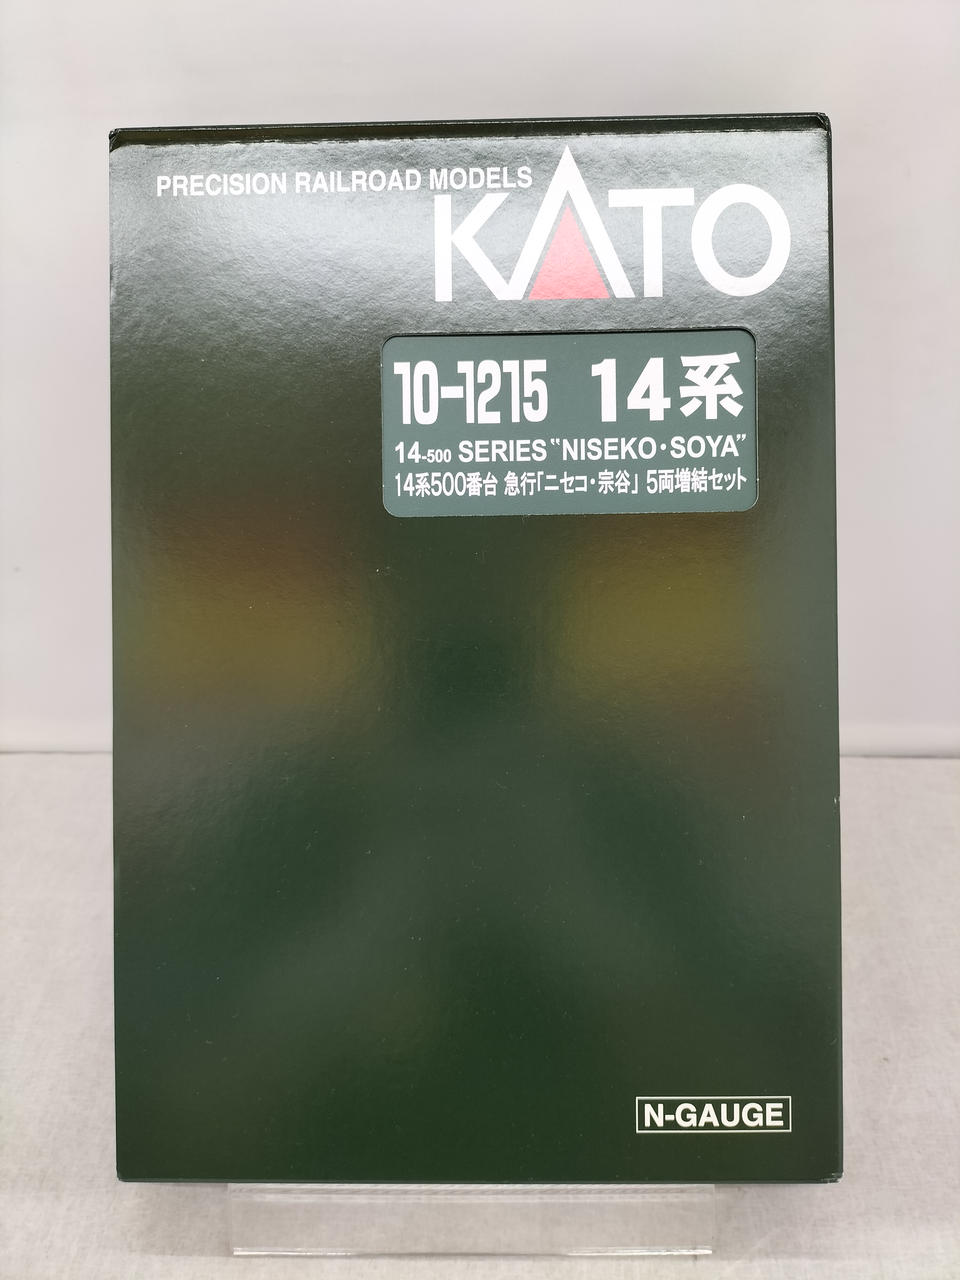 PRECISION RAILROAD MODELS
KATO
10-1215 14系
14-500 SERIES "NISEKO・SOYA"
14系500番台 急行「ニセコ・宗谷」 5両増結セット
N-GAUGE